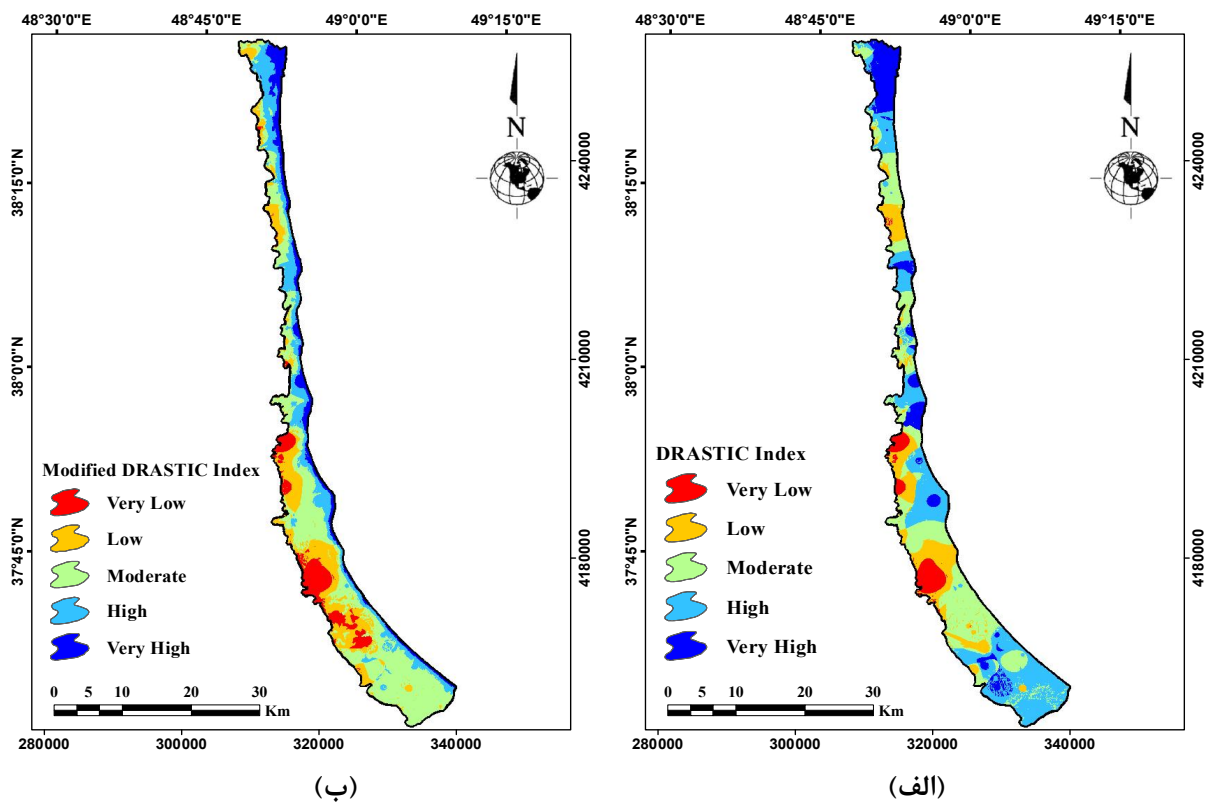 48°30'0"E 48°45'0"E 49°0'0"E 49°15'0"E
N
38°15'0"N
38°0'0"N
37°45'0"N
4240000
4210000
4180000
Modified DRASTIC Index
Very Low
Low
Moderate
High
Very High
0 5 10 20 30
Km
280000 300000 320000 340000
(ب)
48°30'0"E 48°45'0"E 49°0'0"E 49°15'0"E
N
38°15'0"N
38°0'0"N
37°45'0"N
4240000
4210000
4180000
DRASTIC Index
Very Low
Low
Moderate
High
Very High
0 5 10 20 30
Km
280000 300000 320000 340000
(الف)